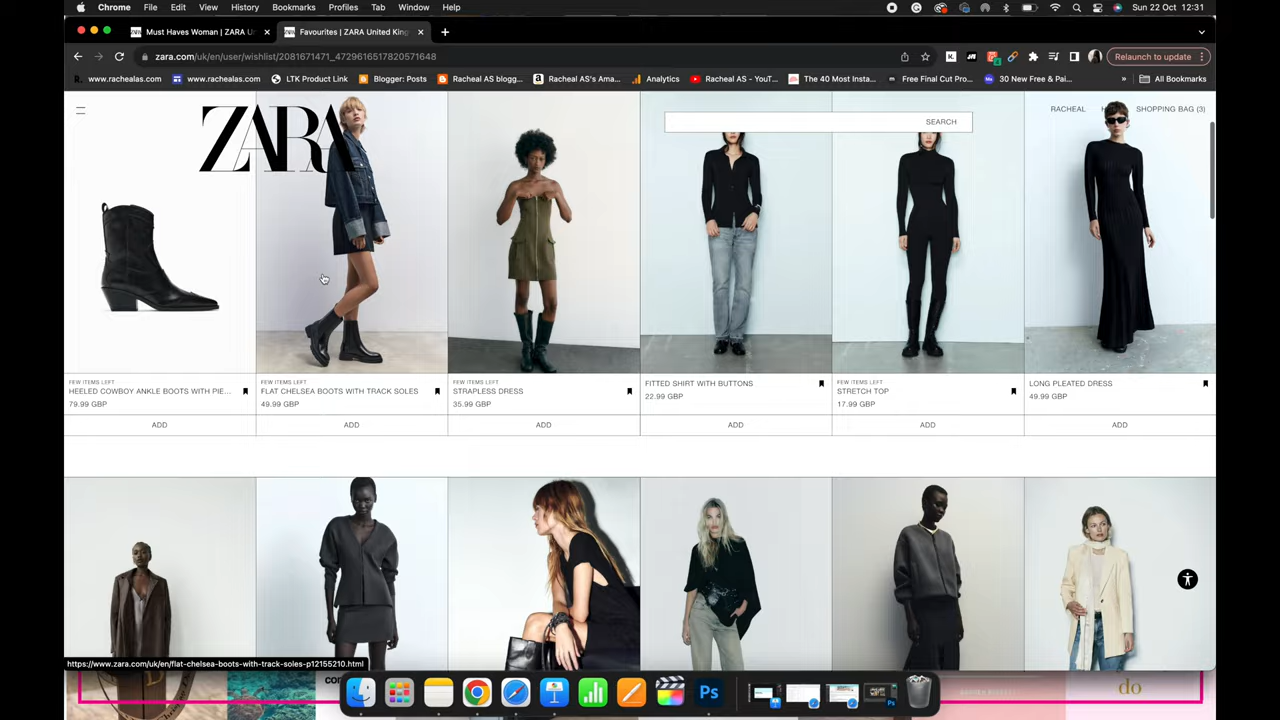 Chrome File Edit View History Bookmarks Profiles Tab Window Help Sun 22 Oct 12:31
Must Haves Woman | ZARA U Favourites | ZARA United King
zara.com/uk/en/user/wishlist/2081671471_4729616517820571648 Relaunch to update
www.rachealas.com www.rachealas.com LTK Product Link Blogger: Posts Racheal AS blogg... Racheal AS's Ama... Analytics Racheal AS - YouT... The 40 Most Insta... Free Final Cut Pro... 30 New Free & Pai... » All Bookmarks
ZARA SEARCH RACHEAL SHOPPING BAG (3)
FEW ITEMS LEFT FEW ITEMS LEFT FEW ITEMS LEFT FITTED SHIRT WITH BUTTONS FEW ITEMS LEFT LONG PLEATED DRESS
HEELED COWBOY ANKLE BOOTS WITH PIE... FLAT CHELSEA BOOTS WITH TRACK SOLES STRAPLESS DRESS 22.99 GBP STRETCH TOP 49.99 GBP
79.99 GBP 49.99 GBP 35.99 GBP 17.99 GBP
ADD ADD ADD ADD ADD ADD
https://www.zara.com/uk/en/flat-chelsea-boots-with-track-soles-p12155210.html
do